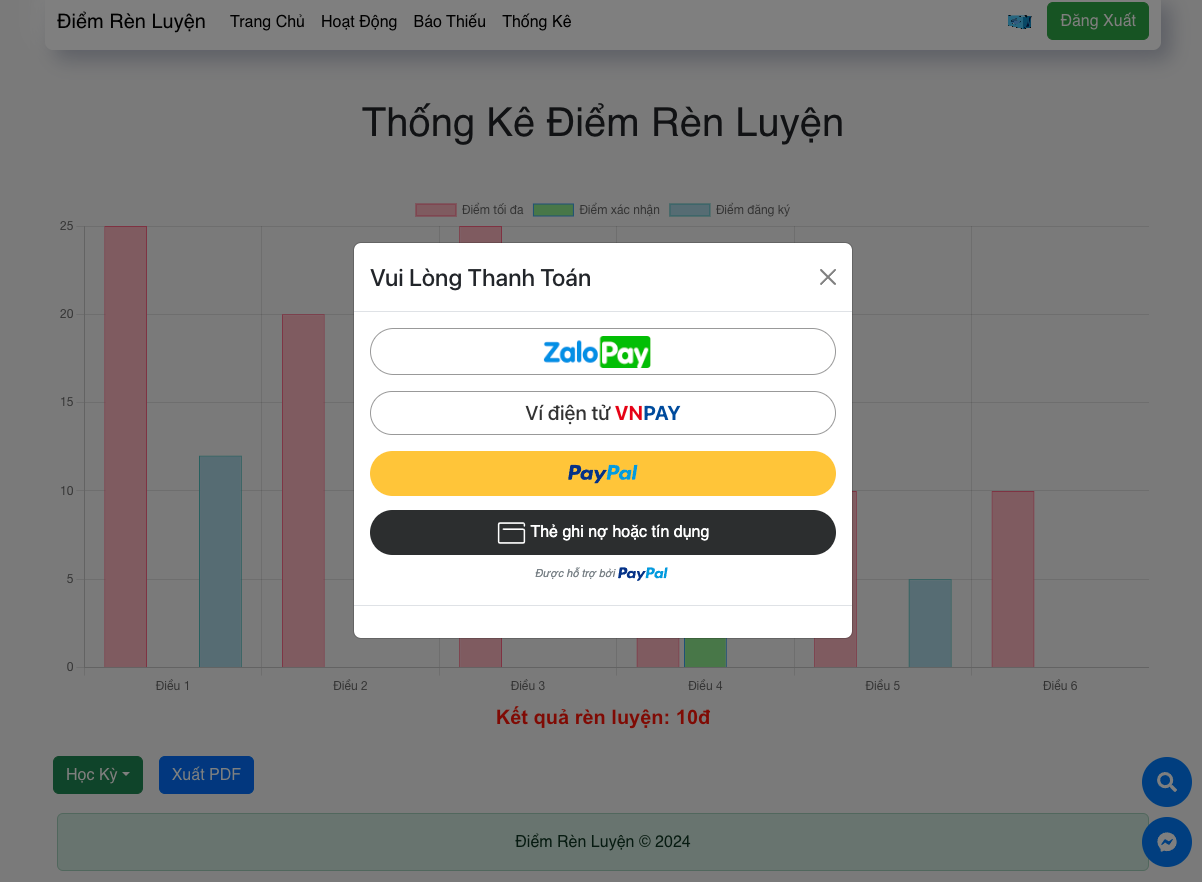 Điểm Rèn Luyện Trang Chủ Hoạt Động Báo Thiếu Thống Kê Đăng Xuất
Thống Kê Điểm Rèn Luyện
Điểm tối đa Điểm xác nhận Điểm đăng ký
25
20
15
10
5
0
Vui Lòng Thanh Toán
ZaloPay
Ví điện tử VNPAY
PayPal
Thẻ ghi nợ hoặc tín dụng
Được hỗ trợ bởi PayPal
Điều 1 Điều 2 Điều 3 Điều 4 Điều 5 Điều 6
Kết quả rèn luyện: 10đ
Học Kỳ Xuất PDF
Điểm Rèn Luyện © 2024